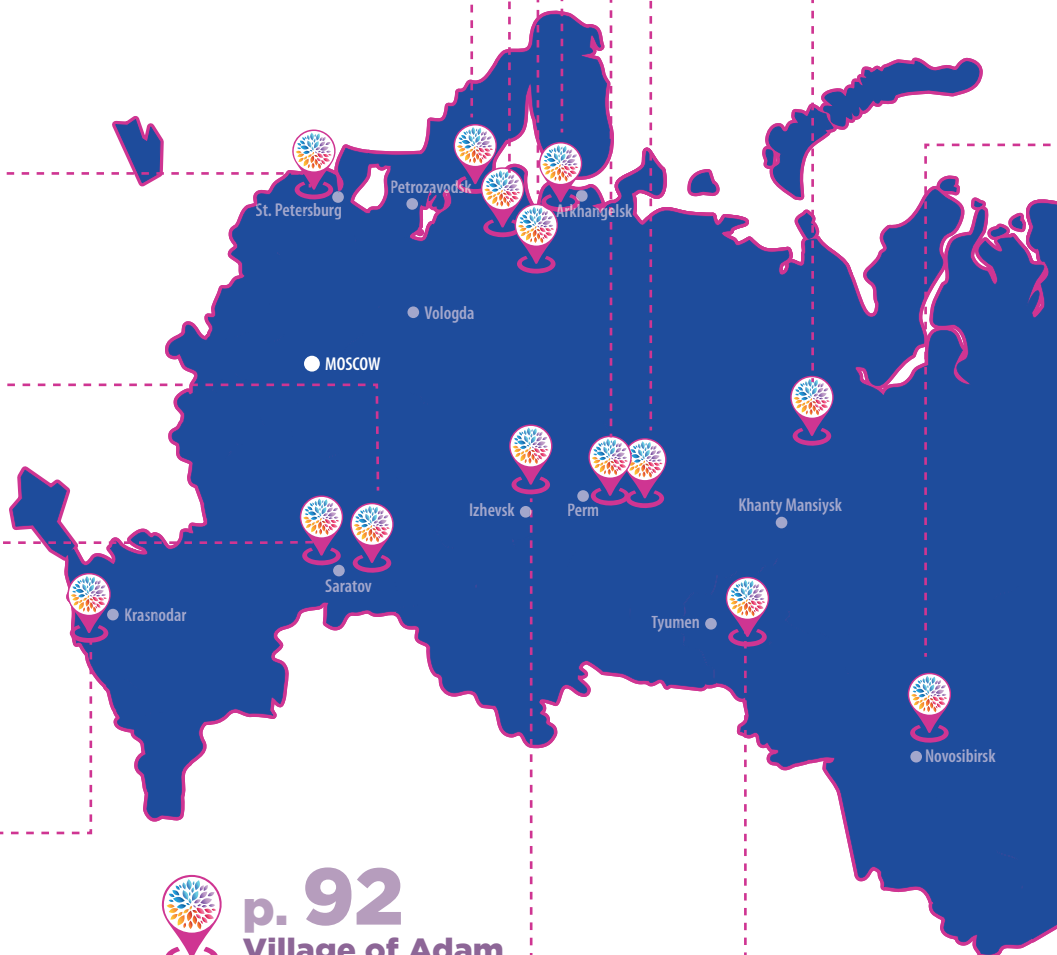 Petrozavodsk
St. Petersburg
Arkhangelsk
Vologda
MOSCOW
Izhevsk
Perm
Khanty Mansiysk
Saratov
Krasnodar
Tyumen
Novosibirsk
p. 92
Village of Adam